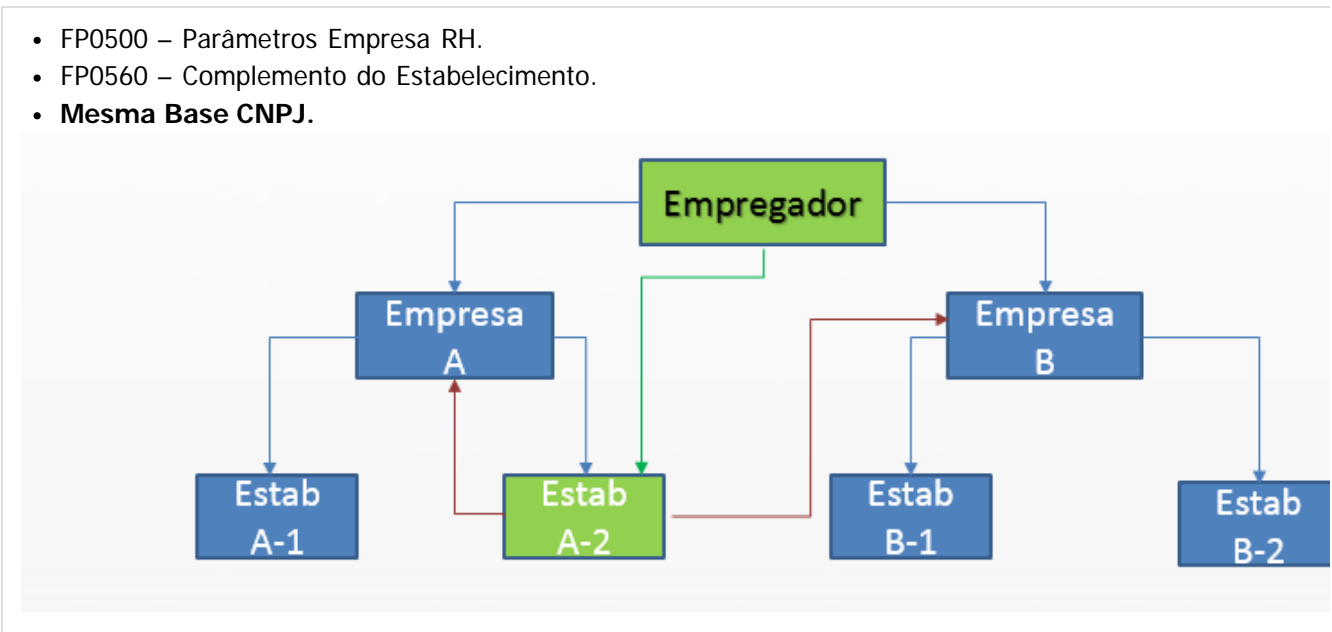 • FP0500 – Parâmetros Empresa RH.
• FP0560 – Complemento do Estabelecimento.
• Mesma Base CNPJ.
Empregador
Empresa
A
Empresa
B
Estab
A-1
Estab
A-2
Estab
B-1
Estab
B-2